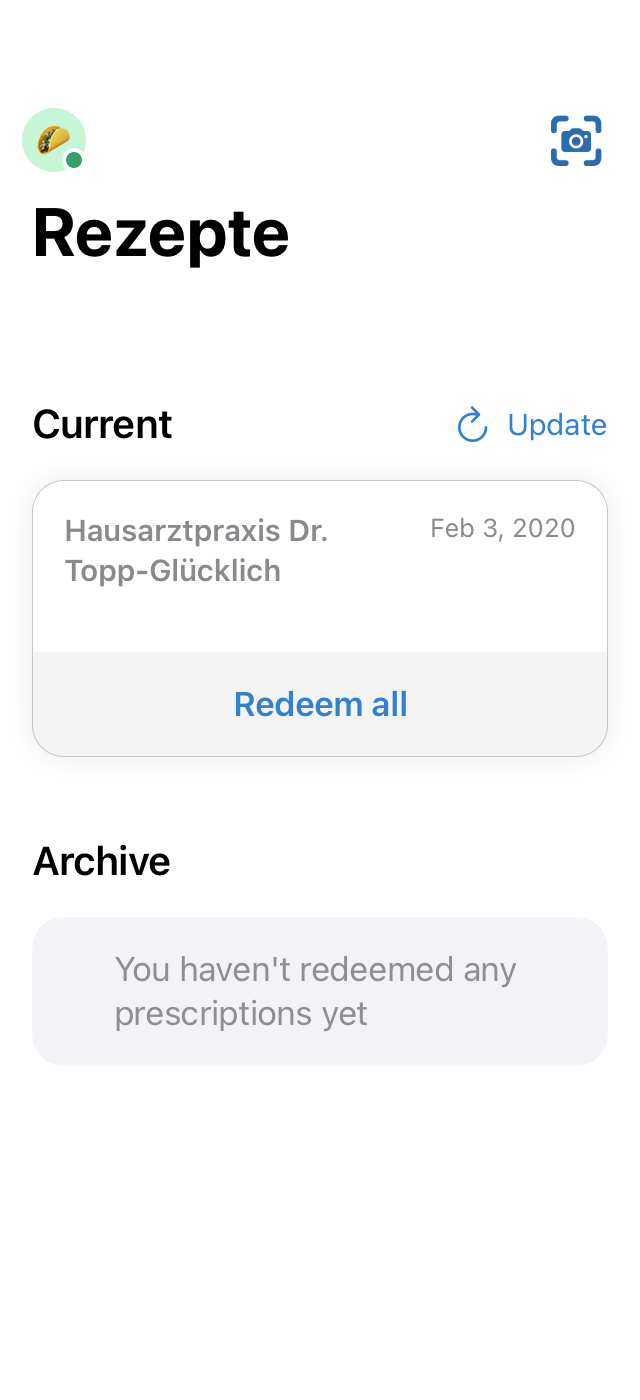 Rezepte
Current
Update
Hausarztpraxis Dr.
Topp-Glücklich
Feb 3, 2020
Redeem all
Archive
You haven't redeemed any
prescriptions yet